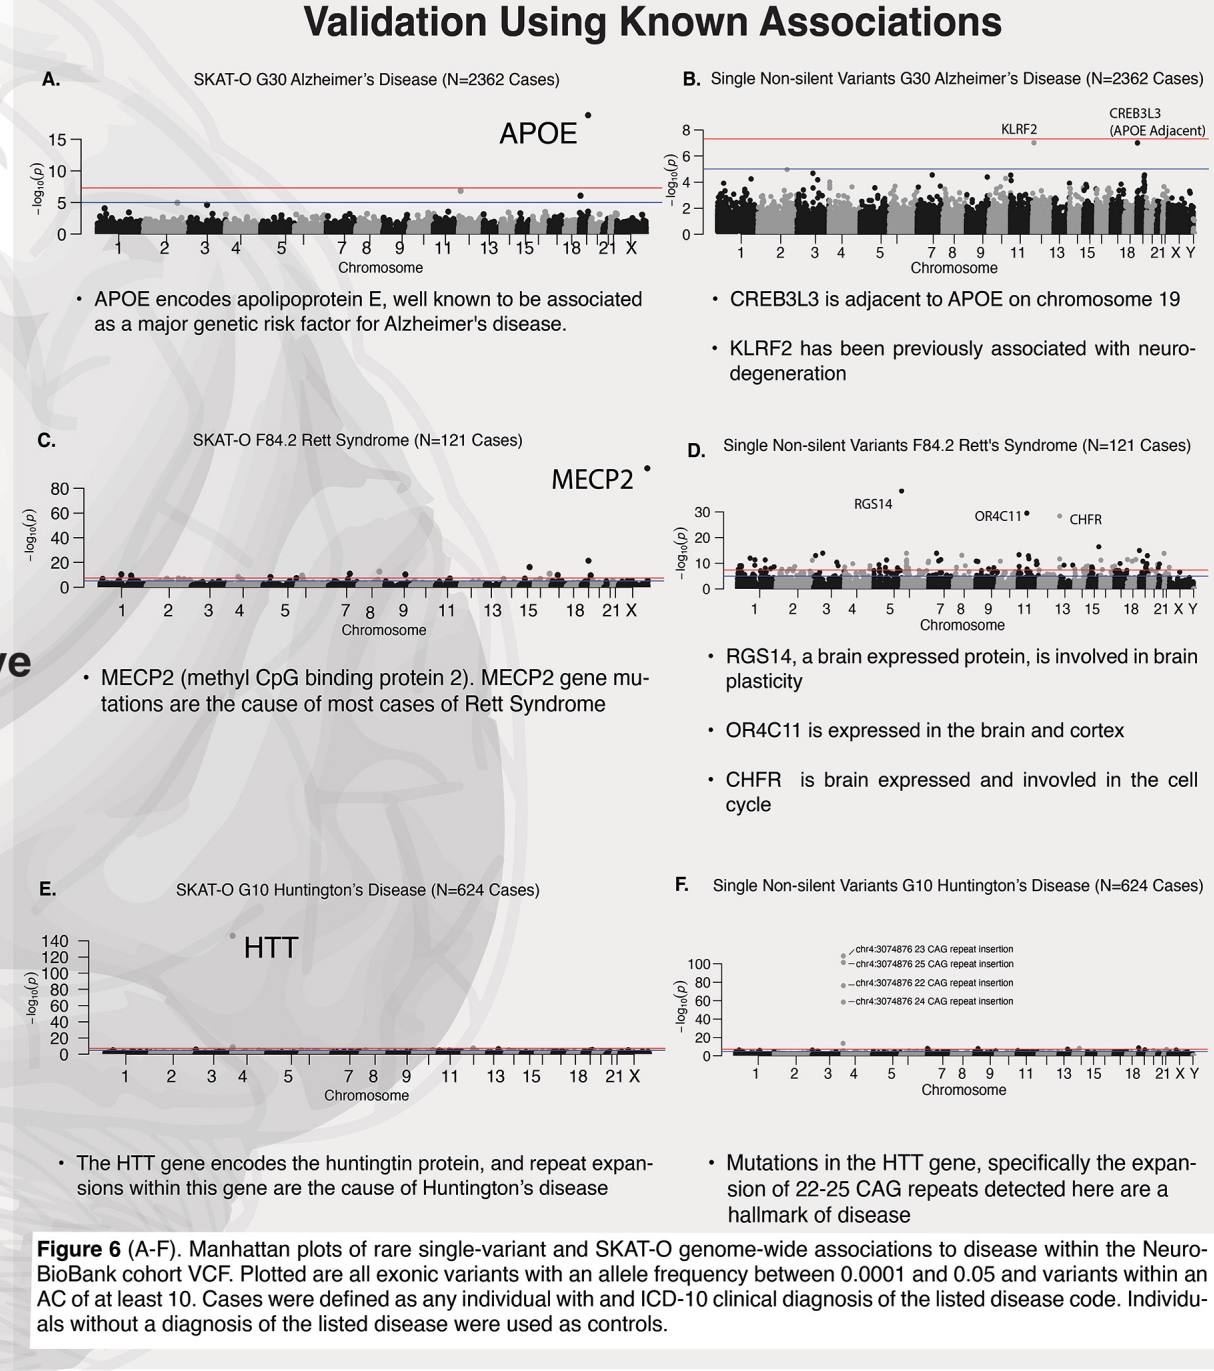 Validation Using Known Associations
A.
SKAT-O G30 Alzheimer's Disease (N=2362 Cases)
APOE
15
10
5
0
−log10(p)
1 2 3 4 5 7 8 9 11 13 15 18 21 X
Chromosome
• APOE encodes apolipoprotein E, well known to be associated
as a major genetic risk factor for Alzheimer's disease.
B.
Single Non-silent Variants G30 Alzheimer's Disease (N=2362 Cases)
CREB3L3
KLRF2
(APOE Adjacent)
8
6
4
2
0
−log10(p)
1 2 3 4 5 7 8 9 11 13 15 18 21 X Y
Chromosome
• CREB3L3 is adjacent to APOE on chromosome 19
• KLRF2 has been previously associated with neuro-
degeneration
C.
SKAT-O F84.2 Rett Syndrome (N=121 Cases)
MECP2
80
60
40
20
0
−log10(p)
1 2 3 4 5 7 8 9 11 13 15 18 21 X
Chromosome
• MECP2 (methyl CpG binding protein 2). MECP2 gene mu-
tations are the cause of most cases of Rett Syndrome
ve
D.
Single Non-silent Variants F84.2 Rett's Syndrome (N=121 Cases)
RGS14
OR4C11
CHFR
30
20
10
0
−log10(p)
1 2 3 4 5 7 8 9 11 13 15 18 21 X Y
Chromosome
• RGS14, a brain expressed protein, is involved in brain
plasticity
• OR4C11 is expressed in the brain and cortex
• CHFR is brain expressed and invovled in the cell
cycle
E.
SKAT-O G10 Huntington's Disease (N=624 Cases)
HTT
140
120
100
80
60
40
20
0
−log10(p)
1 2 3 4 5 7 8 9 11 13 15 18 21 X
Chromosome
• The HTT gene encodes the huntingtin protein, and repeat expan-
sions within this gene are the cause of Huntington's disease
F.
Single Non-silent Variants G10 Huntington's Disease (N=624 Cases)
chr4:3074876 23 CAG repeat insertion
chr4:3074876 25 CAG repeat insertion
chr4:3074876 22 CAG repeat insertion
chr4:3074876 24 CAG repeat insertion
100
80
60
40
20
0
−log10(p)
1 2 3 4 5 7 8 9 11 13 15 18 21 X Y
Chromosome
• Mutations in the HTT gene, specifically the expan-
sion of 22-25 CAG repeats detected here are a
hallmark of disease
Figure 6 (A-F). Manhattan plots of rare single-variant and SKAT-O genome-wide associations to disease within the Neuro-
BioBank cohort VCF. Plotted are all exonic variants with an allele frequency between 0.0001 and 0.05 and variants within an
AC of at least 10. Cases were defined as any individual with and ICD-10 clinical diagnosis of the listed disease code. Individu-
als without a diagnosis of the listed disease were used as controls.